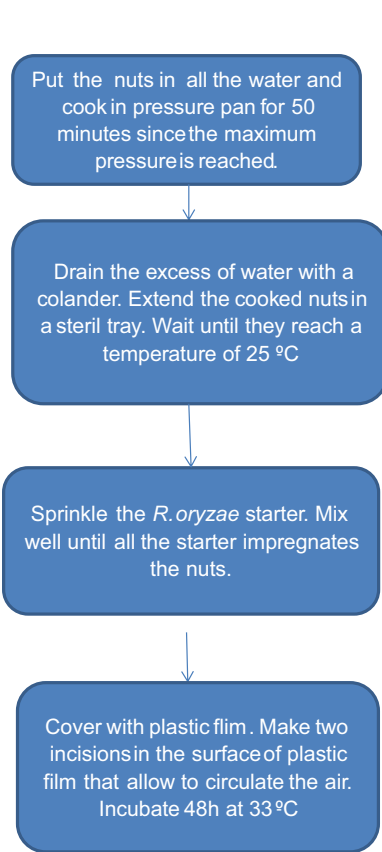 Put the nuts in all the water and
cook in pressure pan for 50
minutes since the maximum
pressure is reached.
Drain the excess of water with a
colander. Extend the cooked nuts in
a steril tray. Wait until they reach a
temperature of 25 ºC
Sprinkle the R. oryzae starter. Mix
well until all the starter impregnates
the nuts.
Cover with plastic flim. Make two
incisions in the surface of plastic
film that allow to circulate the air.
Incubate 48h at 33 ºC